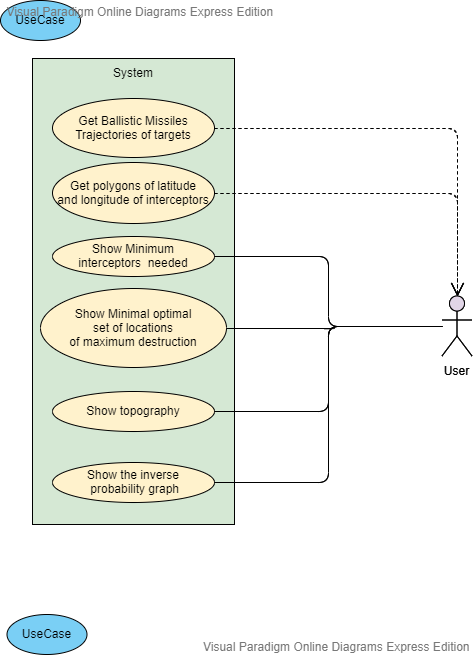 Visual Paradigm Online Diagrams Express Edition
UseCase
System
Get Ballistic Missiles
Trajectories of targets
Get polygons of latitude
and longitude of interceptors
Show Minimum
interceptors needed
Show Minimal optimal
set of locations
of maximum destruction
User
Show topography
Show the inverse
probability graph
UseCase
Visual Paradigm Online Diagrams Express Edition